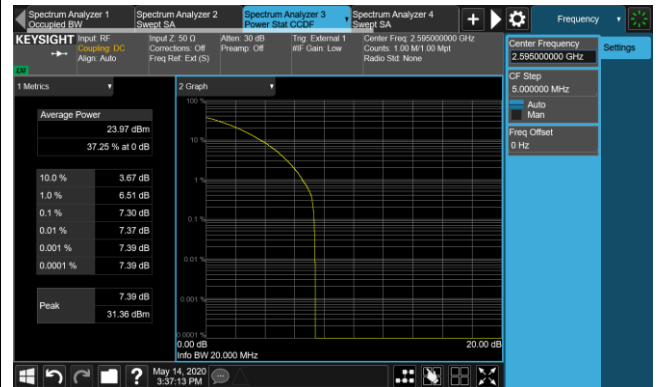 Spectrum Analyzer 1
Occupied BW
Spectrum Analyzer 2
Swept SA
Spectrum Analyzer 3
Power Stat CCDF
Spectrum Analyzer 4
Swept SA
+
Frequency
KEYSIGHT
Input: RF
Coupling: DC
Align: Auto
Input Z: 50 Ω
Corrections: Off
Freq Ref: Ext (S)
Atten: 30 dB
Preamp: Off
Trig: External 1
#IF Gain: Low
Center Freq: 2.595000000 GHz
Counts: 1.00 M/1.00 Mpt
Radio Std: None
LXI
Center Frequency
2.595000000 GHz
Settings
CF Step
5.000000 MHz
Auto
Man
Freq Offset
0 Hz
1 Metrics
Average Power
23.97 dBm
37.25 % at 0 dB
10.0 % 3.67 dB
1.0 % 6.51 dB
0.1 % 7.30 dB
0.01 % 7.37 dB
0.001 % 7.39 dB
0.0001 % 7.39 dB
Peak
7.39 dB
31.36 dBm
2 Graph
100 %
10 %
1 %
0.1 %
0.01 %
0.001 %
0.0001 %
0.00 dB
20.00 dB
Info BW 20.000 MHz
?
May 14, 2020
3:37:13 PM